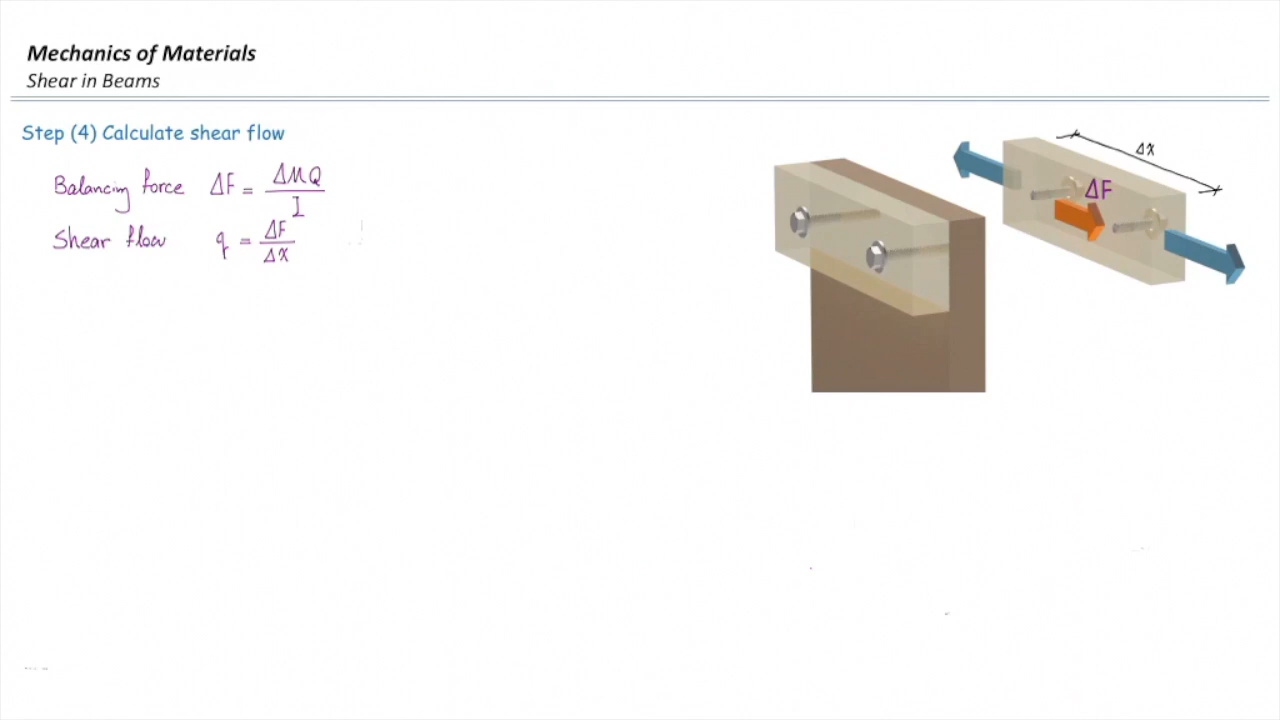 Mechanics of Materials
Shear in Beams
Step (4) Calculate shear flow
Balancing force ΔF = ΔMQ / I
Shear flow q = ΔF / Δx
Δx
ΔF